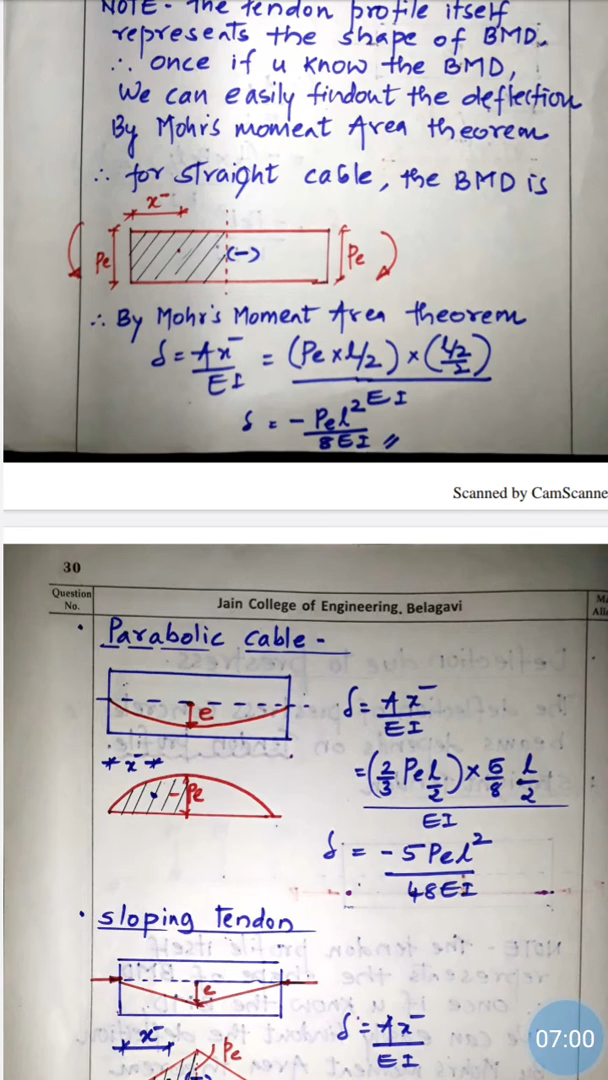 NOTE - The tendon profile itself
represents the shape of BMD.
∴ once if u know the BMD,
We can easily findout the deflection
By Mohr's moment Area theorem
∴ for straight cable, the BMD is
x̄
Pe (-) Pe
∴ By Mohr's Moment Area theorem
δ = Ax̄/EI = (Pe × L/2) × (L/2/2)/EI
δ = -Pel²/8EI //
Scanned by CamScanne
30
Question No.
Jain College of Engineering, Belagavi
Ma
All
• Parabolic cable -
e
δ = Ax̄/EI
x̄
-Pe
= (2/3 Pe l/2) × 5/8 l/2 / EI
δ = -5Pel²/48EI
• sloping Tendon
e
δ = Ax̄/EI
x̄
Pe
07:00